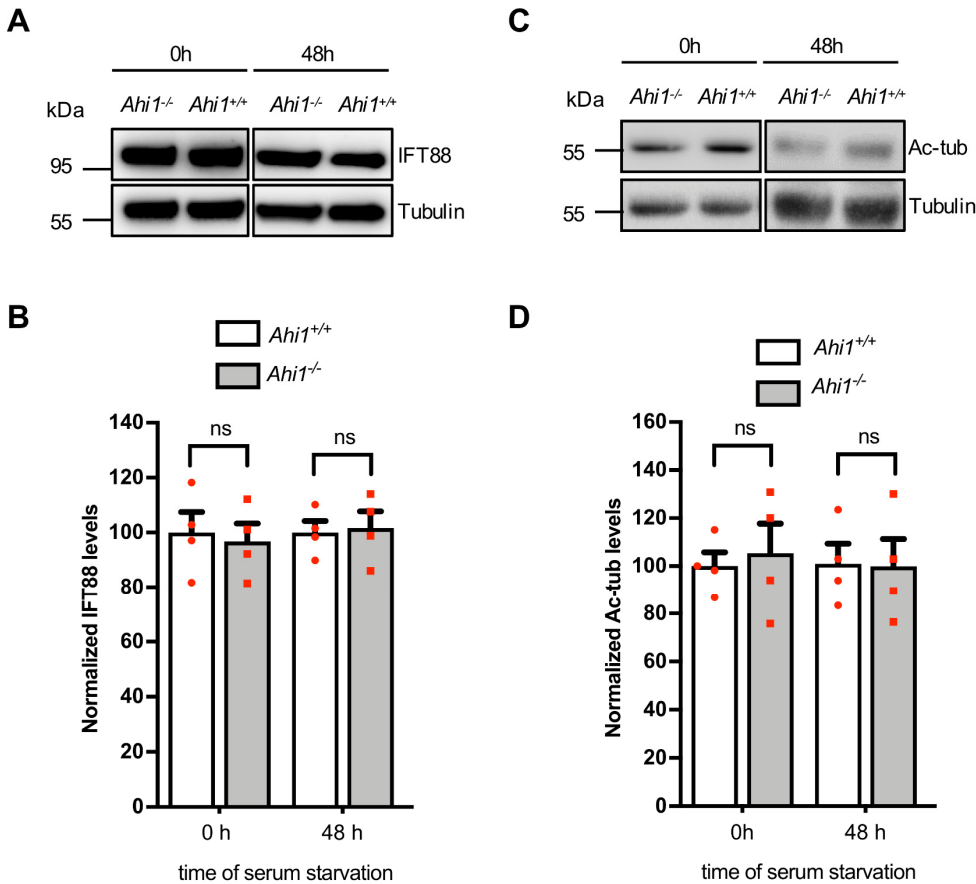 A
0h 48h
kDa Ahi1-/- Ahi1+/+ Ahi1-/- Ahi1+/+
95 IFT88
55 Tubulin
B
Ahi1+/+
Ahi1-/-
Normalized IFT88 levels
140
120
100
80
60
40
20
0
ns ns
0 h 48 h
time of serum starvation
C
0h 48h
kDa Ahi1-/- Ahi1+/+ Ahi1-/- Ahi1+/+
55 Ac-tub
55 Tubulin
D
Ahi1+/+
Ahi1-/-
Normalized Ac-tub levels
160
140
120
100
80
60
40
20
0
ns ns
0h 48 h
time of serum starvation